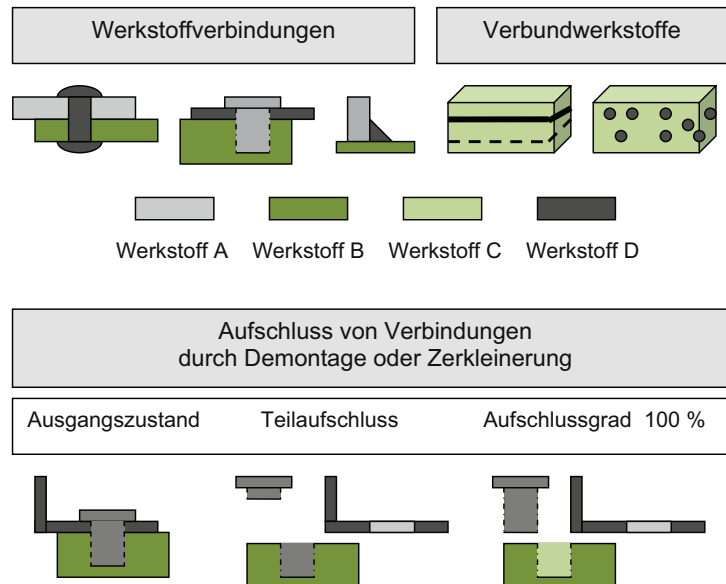 Werkstoffverbindungen
Verbundwerkstoffe
Werkstoff A
Werkstoff B
Werkstoff C
Werkstoff D
Aufschluss von Verbindungen
durch Demontage oder Zerkleinerung
Ausgangszustand
Teilaufschluss
Aufschlussgrad 100 %